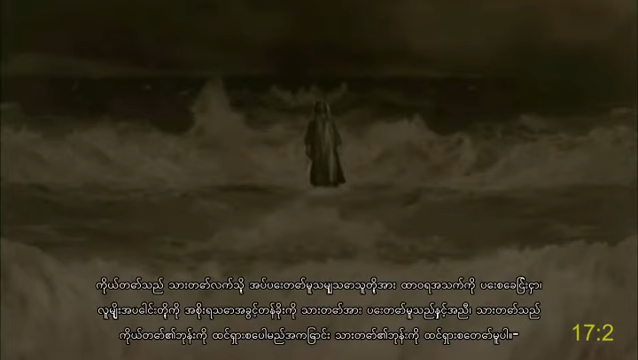 ကိုယ်တော်သည် သားတော်လက်သို့ အပ်ပေးတော်မူသမျှသောသူတို့အား ထာဝရအသက်ကို ပေးစေခြင်းငှာ၊
လူမျိုးအပေါင်းတို့ကို အစိုးရသောအခွင့်တန်ခိုးကို သားတော်အား ပေးတော်မူသည်နှင့်အညီ၊ သားတော်သည်
ကိုယ်တော်၏ဘုန်းကို ထင်ရှားစေပါမည်အကြောင်း သားတော်၏ဘုန်းကို ထင်ရှားစေတော်မူပါ။-
17:2